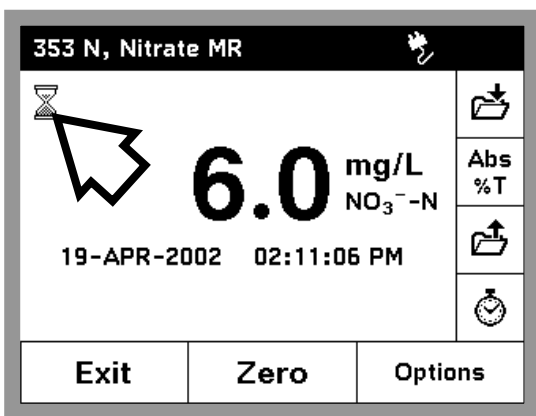 353 N, Nitrate MR
6.0 mg/L
NO₃⁻-N
19-APR-2002 02:11:06 PM
Abs
%T
Exit Zero Options